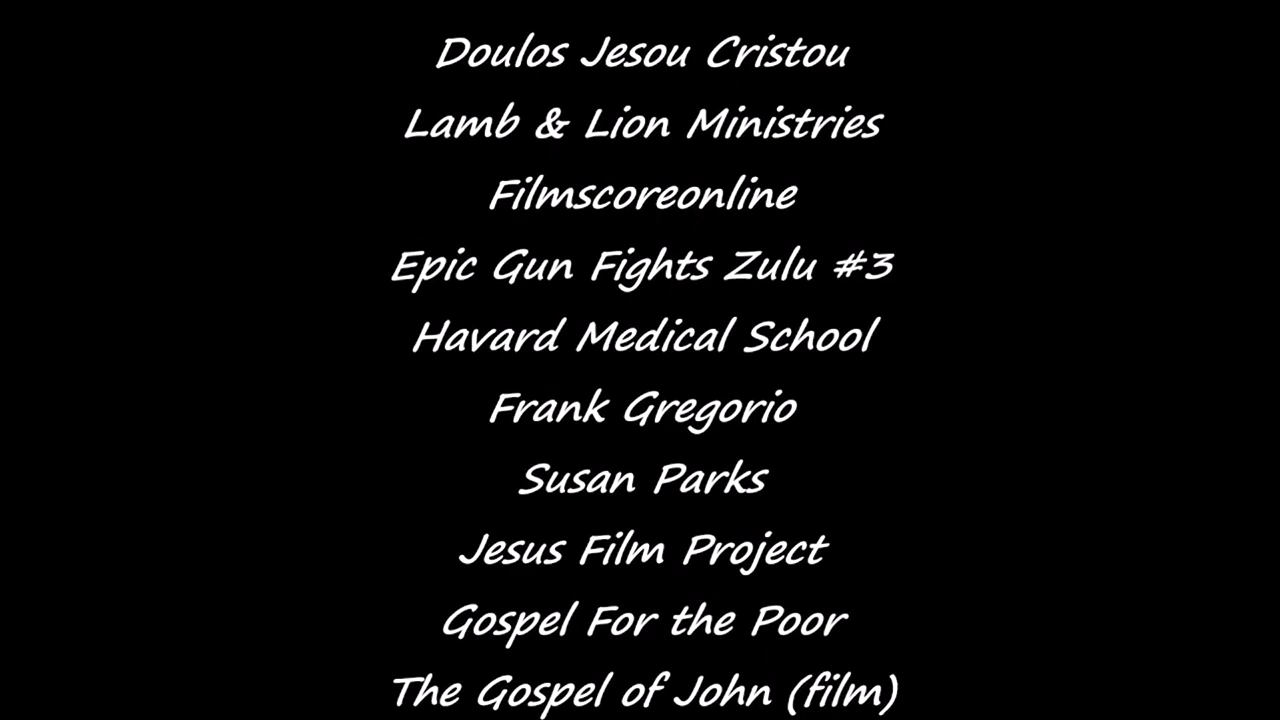 Doulos Jesou Cristou
Lamb & Lion Ministries
Filmscoreonline
Epic Gun Fights Zulu #3
Havard Medical School
Frank Gregorio
Susan Parks
Jesus Film Project
Gospel For the Poor
The Gospel of John (film)